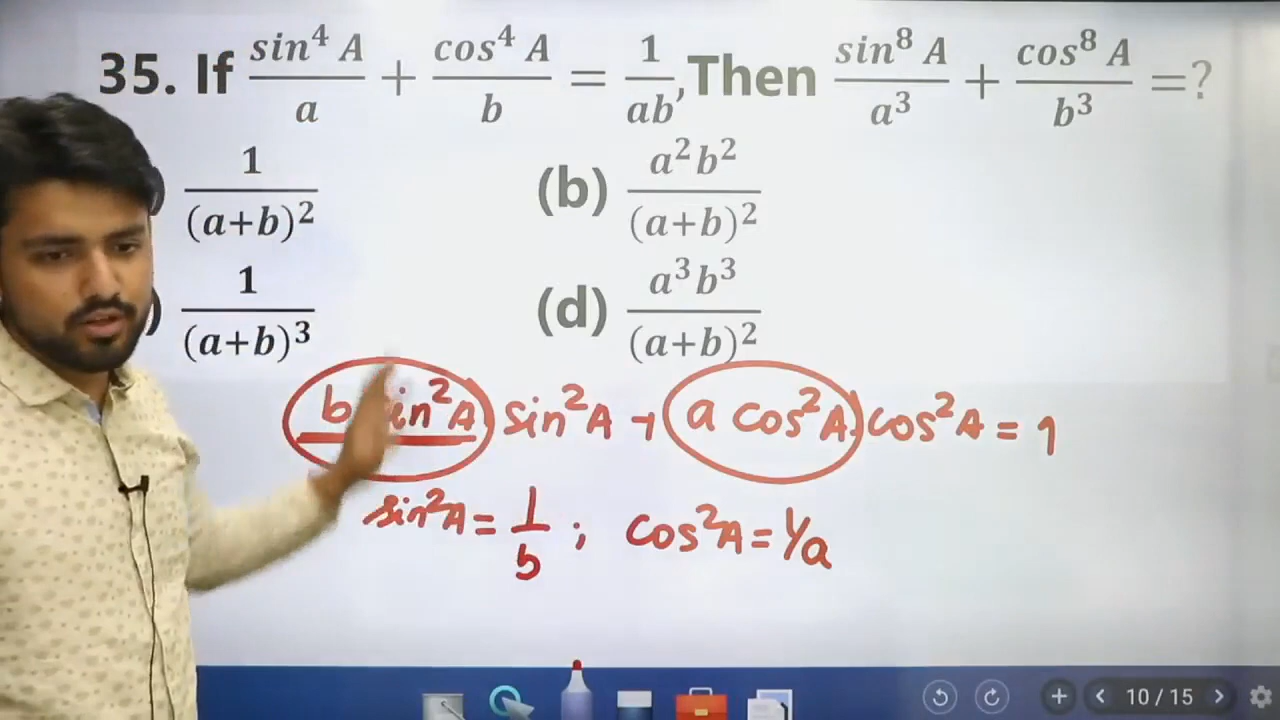 35. If sin⁴ A/a + cos⁴ A/b = 1/ab, Then sin⁸ A/a³ + cos⁸ A/b³ =?
) 1/(a+b)² (b) a²b²/(a+b)²
) 1/(a+b)³ (d) a³b³/(a+b)²
b sin²A. sin²A + a cos²A. cos²A = 1
sin²A = 1/b ; cos²A = 1/a
10 / 15